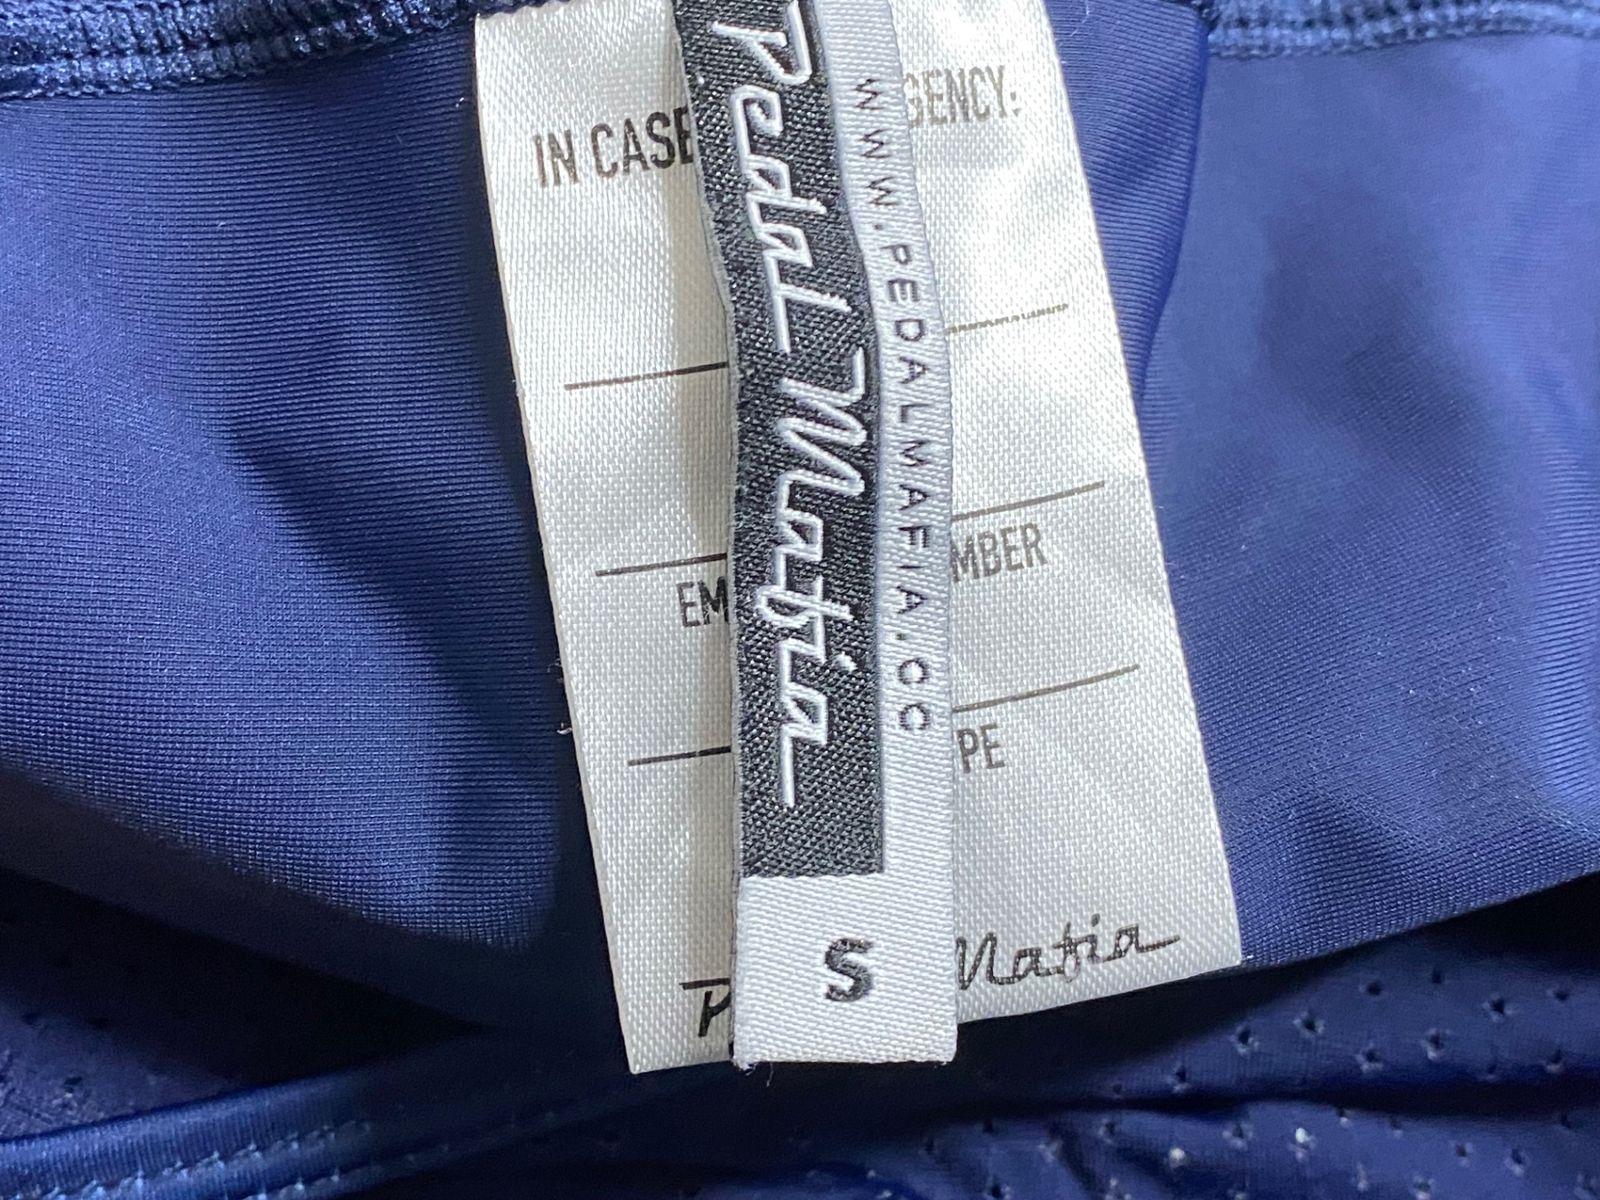 Pedal Mafia
WWW.PEDALMAFIA.CC
S
IN CASE GENCY:
EM MBER
PE
P Mafia